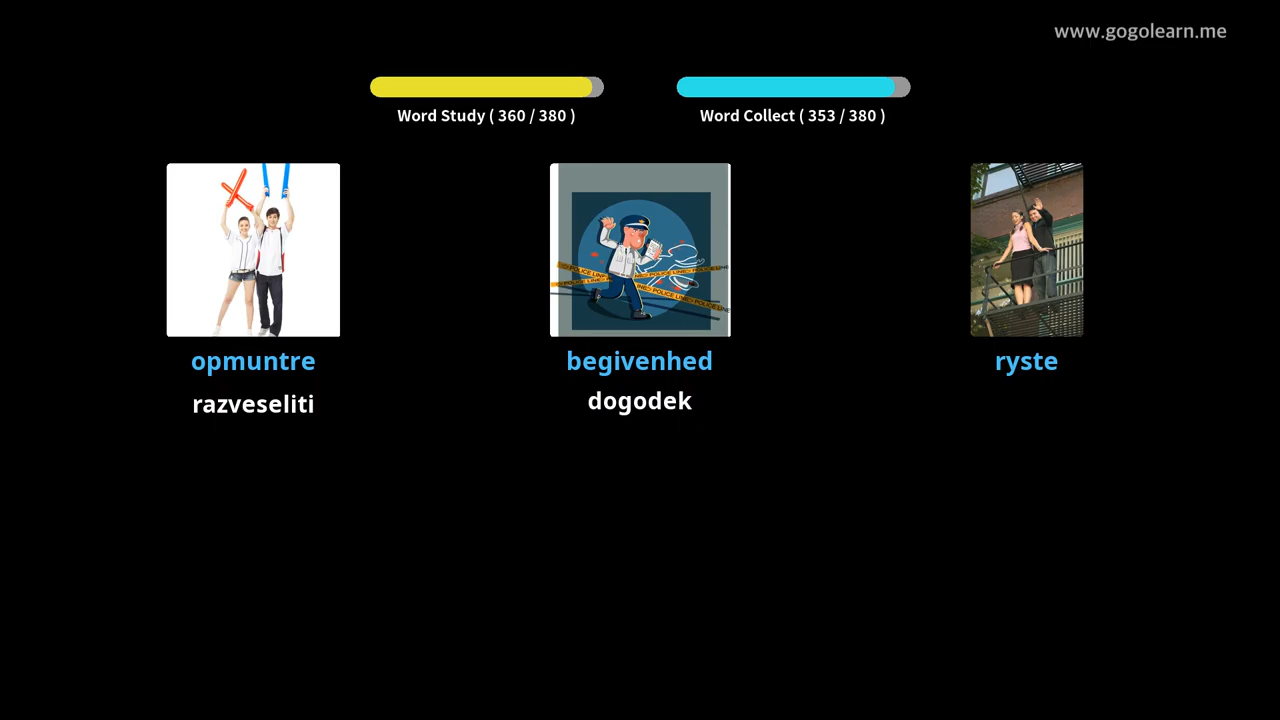 www.gogolearn.me
Word Study ( 360 / 380 )
Word Collect ( 353 / 380 )
opmuntre
begivenhed
ryste
razveseliti
dogodek